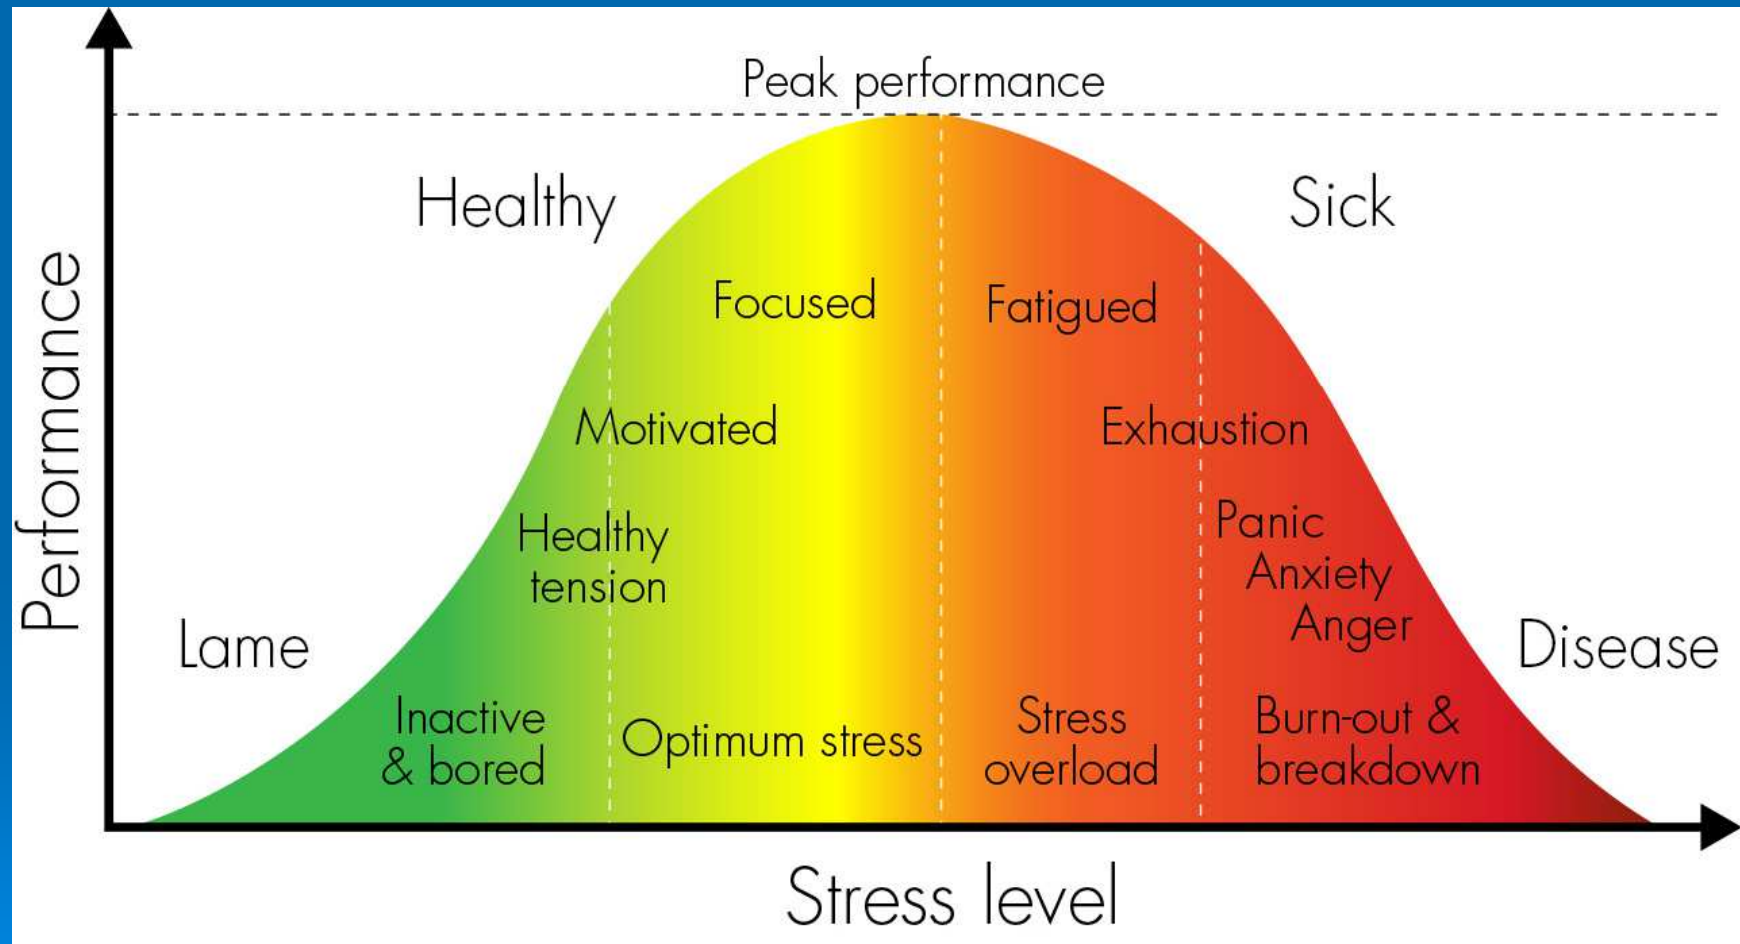 Peak performance
Healthy
Sick
Focused
Fatigued
Motivated
Exhaustion
Healthy
tension
Panic
Anxiety
Anger
Lame
Disease
Inactive
& bored
Optimum stress
Stress
overload
Burn-out &
breakdown
Performance
Stress level